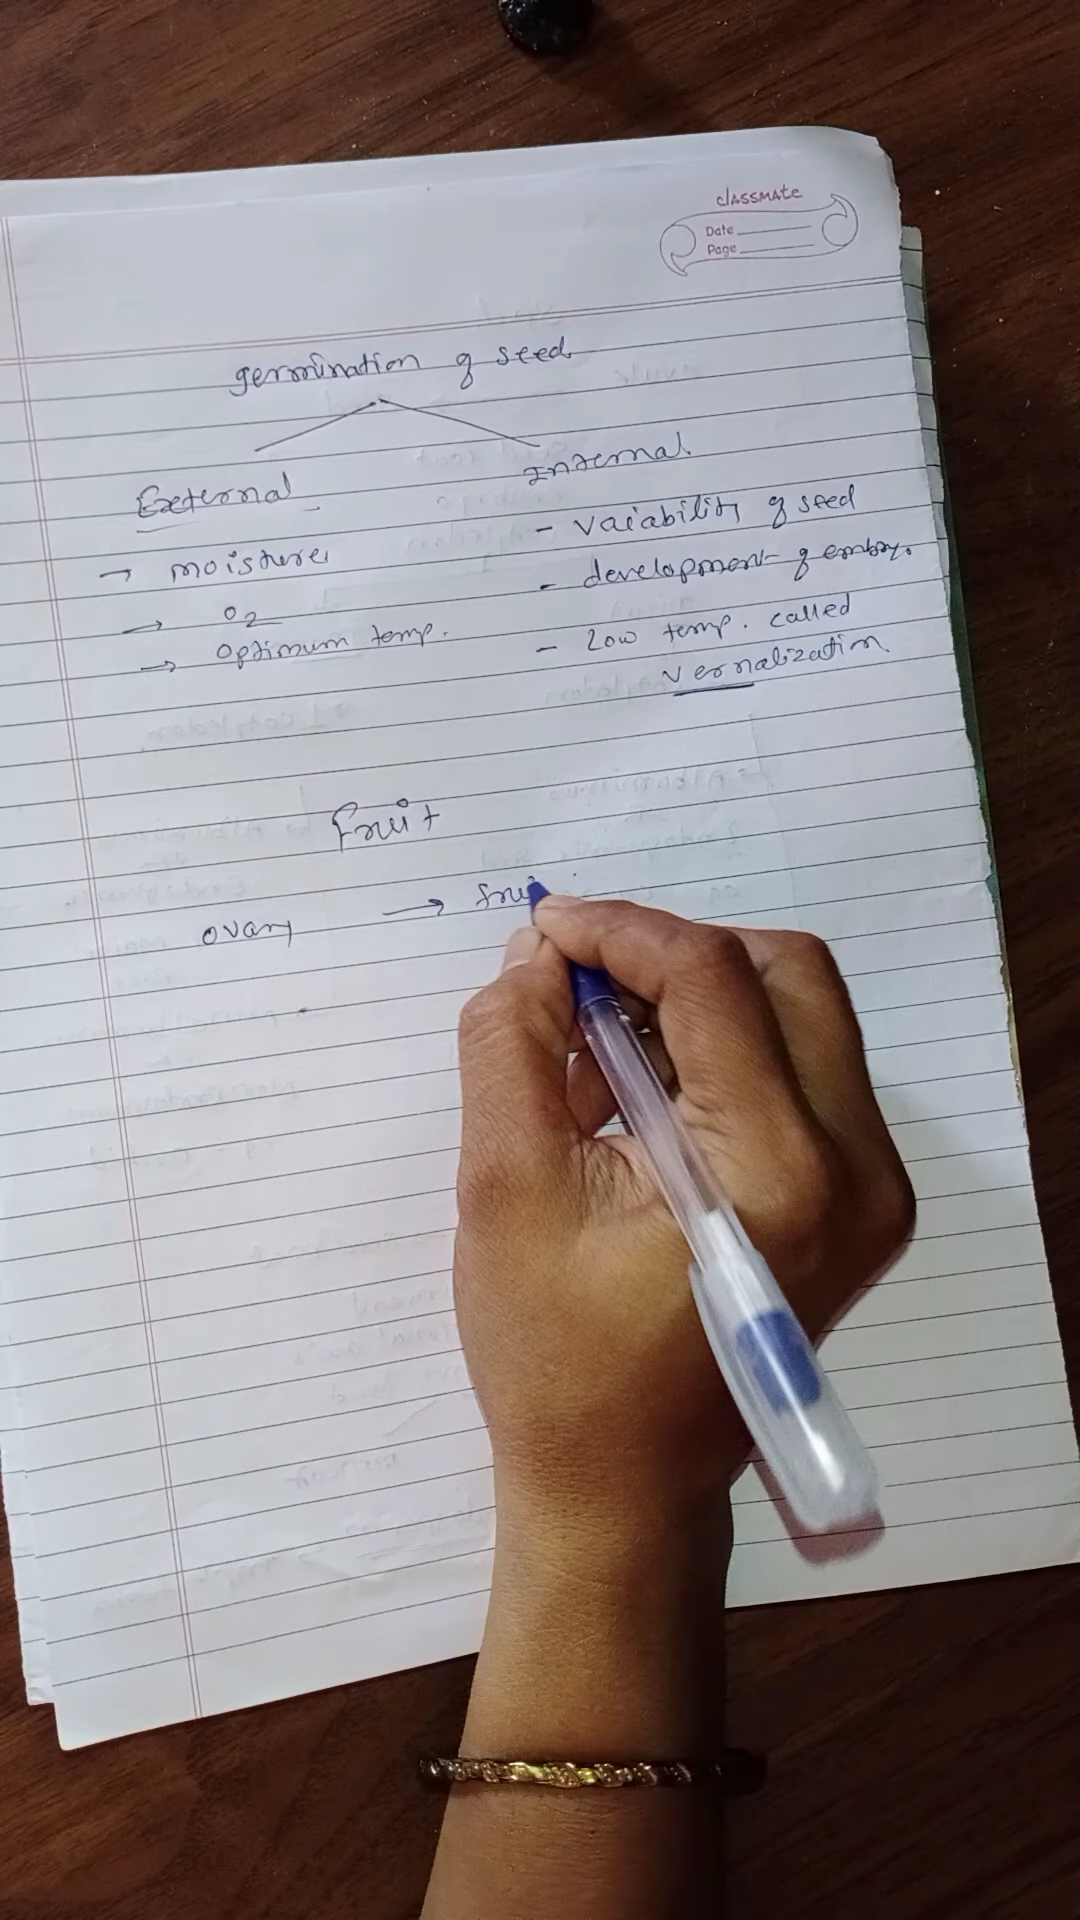 classmate
Date
Page
germination of seed
External
Internal
→ moisture
- vaiability of seed
→ O2
- development of embryo
→ optimum temp.
- Low temp. called
vernalization
Fruit
ovary → frui